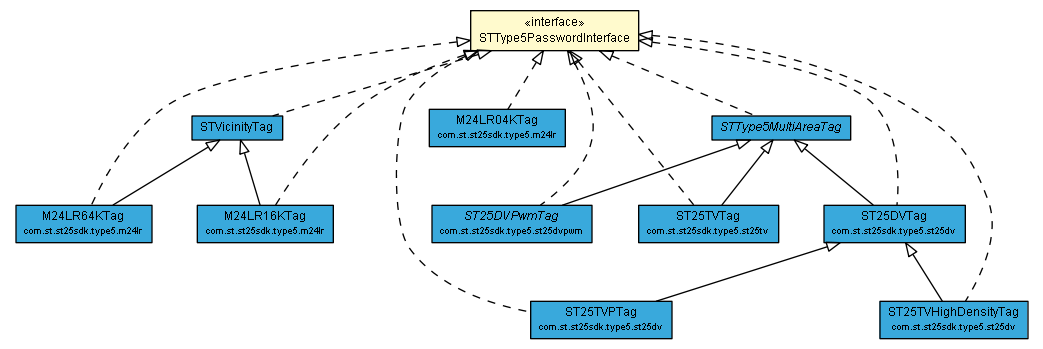 «interface»
STType5PasswordInterface
M24LR04KTag
com.st.st25sdk.type5.m24lr
STVicinityTag
STType5MultiAreaTag
M24LR64KTag
com.st.st25sdk.type5.m24lr
M24LR16KTag
com.st.st25sdk.type5.m24lr
ST25DVPwmTag
com.st.st25sdk.type5.st25dvpwm
ST25TVTag
com.st.st25sdk.type5.st25tv
ST25DVTag
com.st.st25sdk.type5.st25dv
ST25TVPTag
com.st.st25sdk.type5.st25dv
ST25TVHighDensityTag
com.st.st25sdk.type5.st25dv